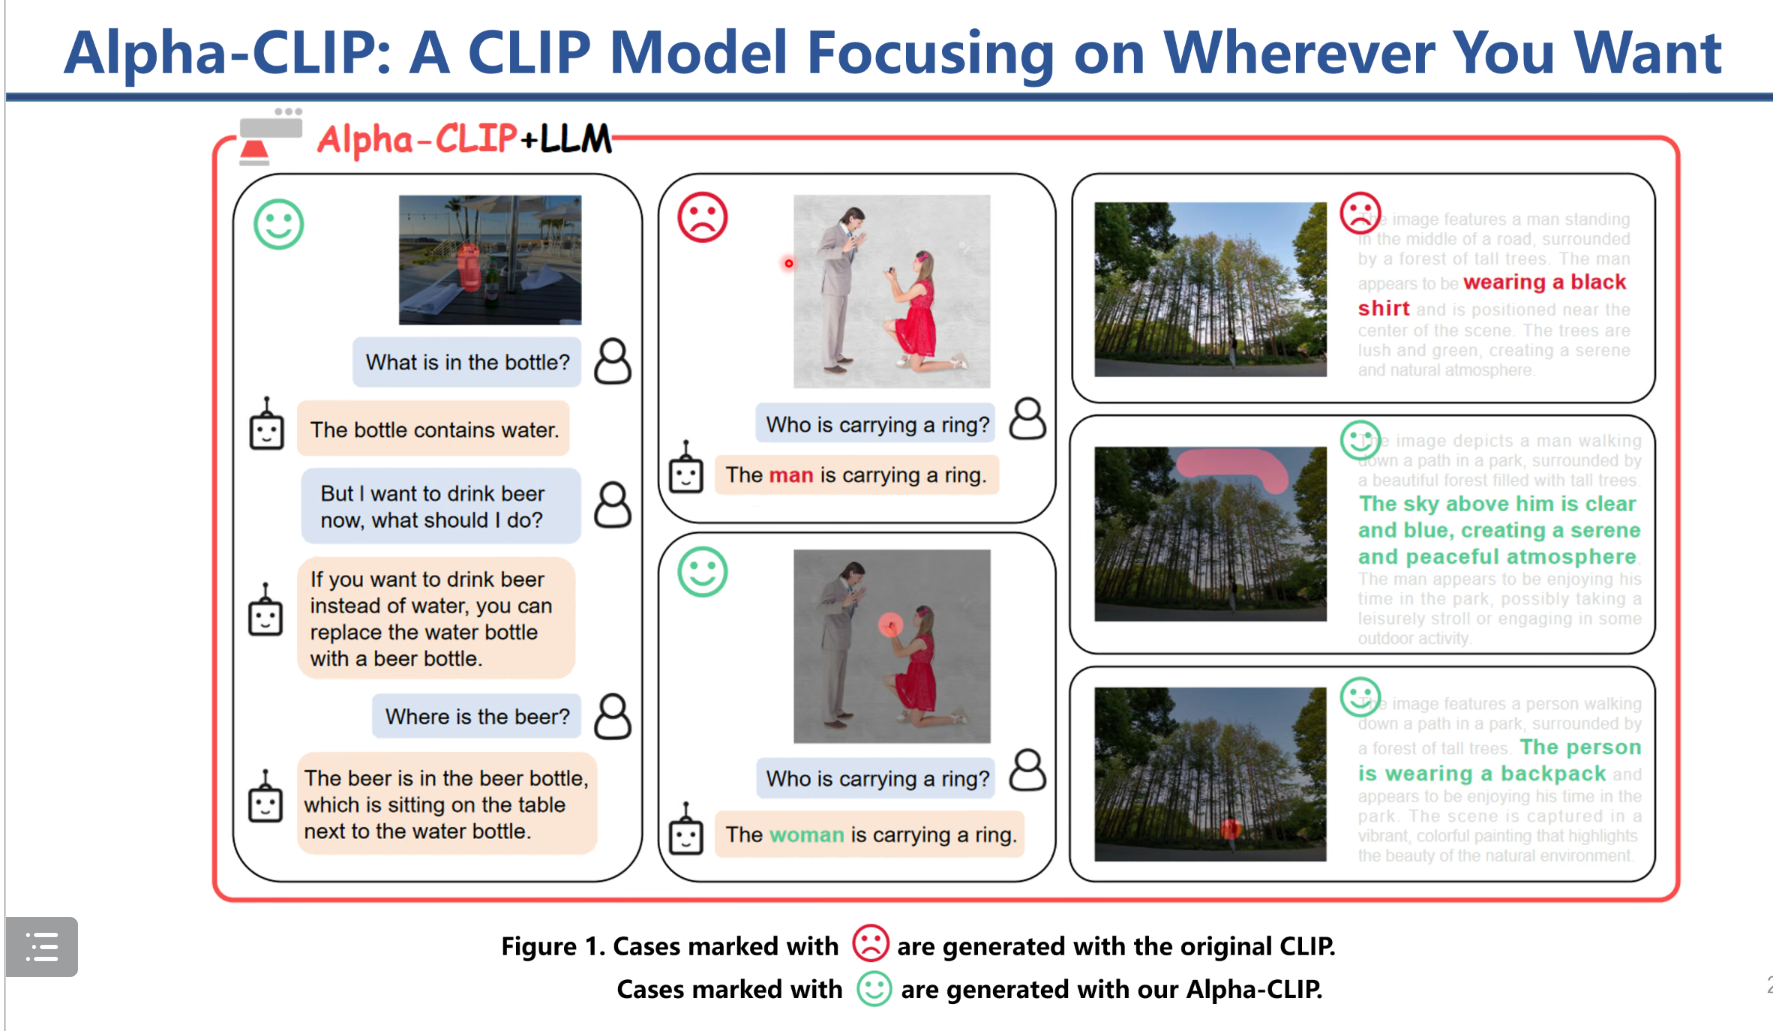 Alpha-CLIP: A CLIP Model Focusing on Wherever You Want
Alpha-CLIP+LLM
What is in the bottle?
The bottle contains water.
But I want to drink beer
now, what should I do?
If you want to drink beer
instead of water, you can
replace the water bottle
with a beer bottle.
Where is the beer?
The beer is in the beer bottle,
which is sitting on the table
next to the water bottle.
Who is carrying a ring?
The man is carrying a ring.
Who is carrying a ring?
The woman is carrying a ring.
The image features a man standing
in the middle of a road, surrounded
by a forest of tall trees. The man
appears to be wearing a black
shirt and is positioned near the
center of the scene. The trees are
lush and green, creating a serene
and natural atmosphere.
The image depicts a man walking
down a path in a park, surrounded by
a beautiful forest filled with tall trees.
The sky above him is clear
and blue, creating a serene
and peaceful atmosphere.
The man appears to be enjoying his
time in the park, possibly taking a
leisurely stroll or engaging in some
outdoor activity.
The image features a person walking
down a path in a park, surrounded by
a forest of tall trees. The person
is wearing a backpack and
appears to be enjoying his time in the
park. The scene is captured in a
vibrant, colorful painting that highlights
the beauty of the natural environment.
Figure 1. Cases marked with are generated with the original CLIP.
Cases marked with are generated with our Alpha-CLIP.